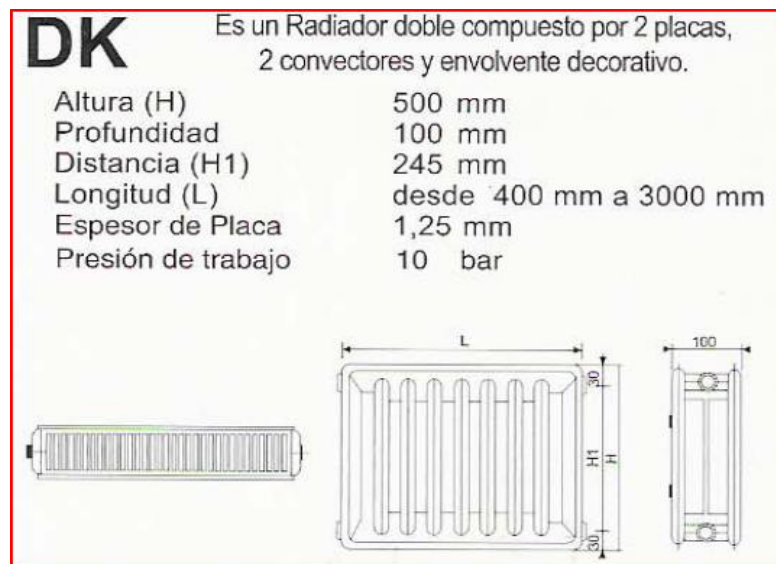 DK
Es un Radiador doble compuesto por 2 placas,
2 convectores y envolvente decorativo.
Altura (H) 500 mm
Profundidad 100 mm
Distancia (H1) 245 mm
Longitud (L) desde 400 mm a 3000 mm
Espesor de Placa 1,25 mm
Presión de trabajo 10 bar
L
100
30
H1
H
30